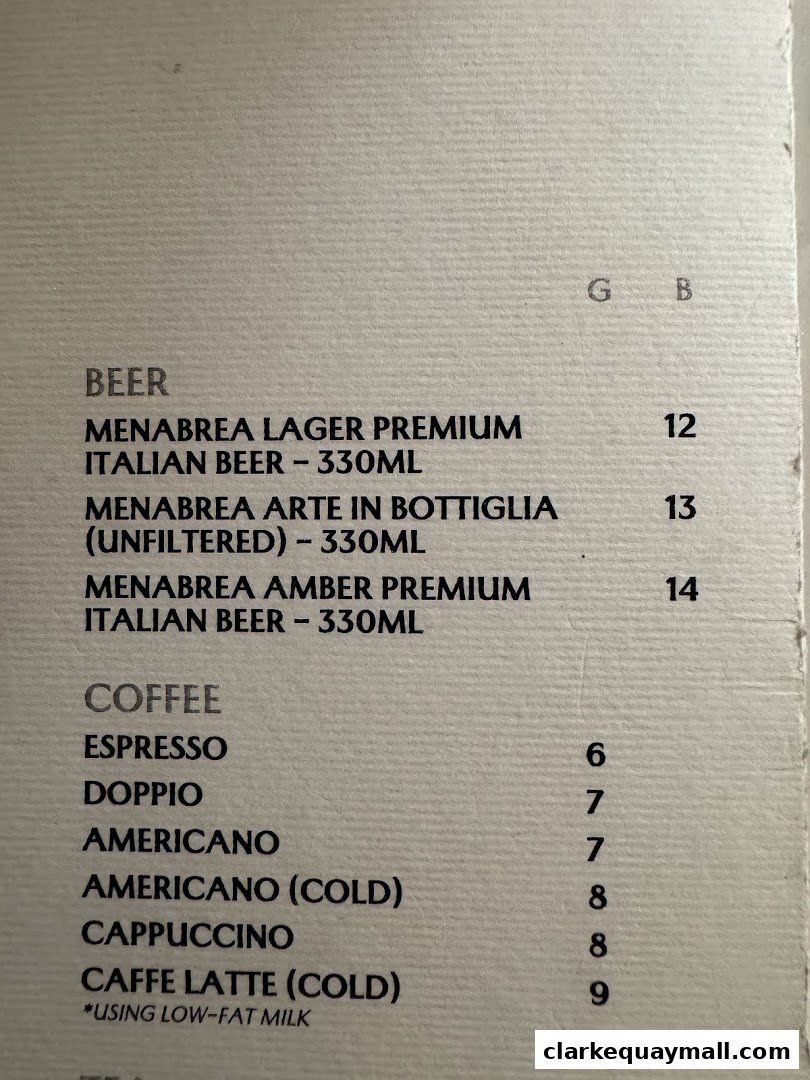 G B
BEER
MENABREA LAGER PREMIUM 12
ITALIAN BEER – 330ML
MENABREA ARTE IN BOTTIGLIA 13
(UNFILTERED) – 330ML
MENABREA AMBER PREMIUM 14
ITALIAN BEER – 330ML
COFFEE
ESPRESSO 6
DOPPIO 7
AMERICANO 7
AMERICANO (COLD) 8
CAPPUCCINO 8
CAFFE LATTE (COLD) 9
*USING LOW-FAT MILK
clarkequaymall.com